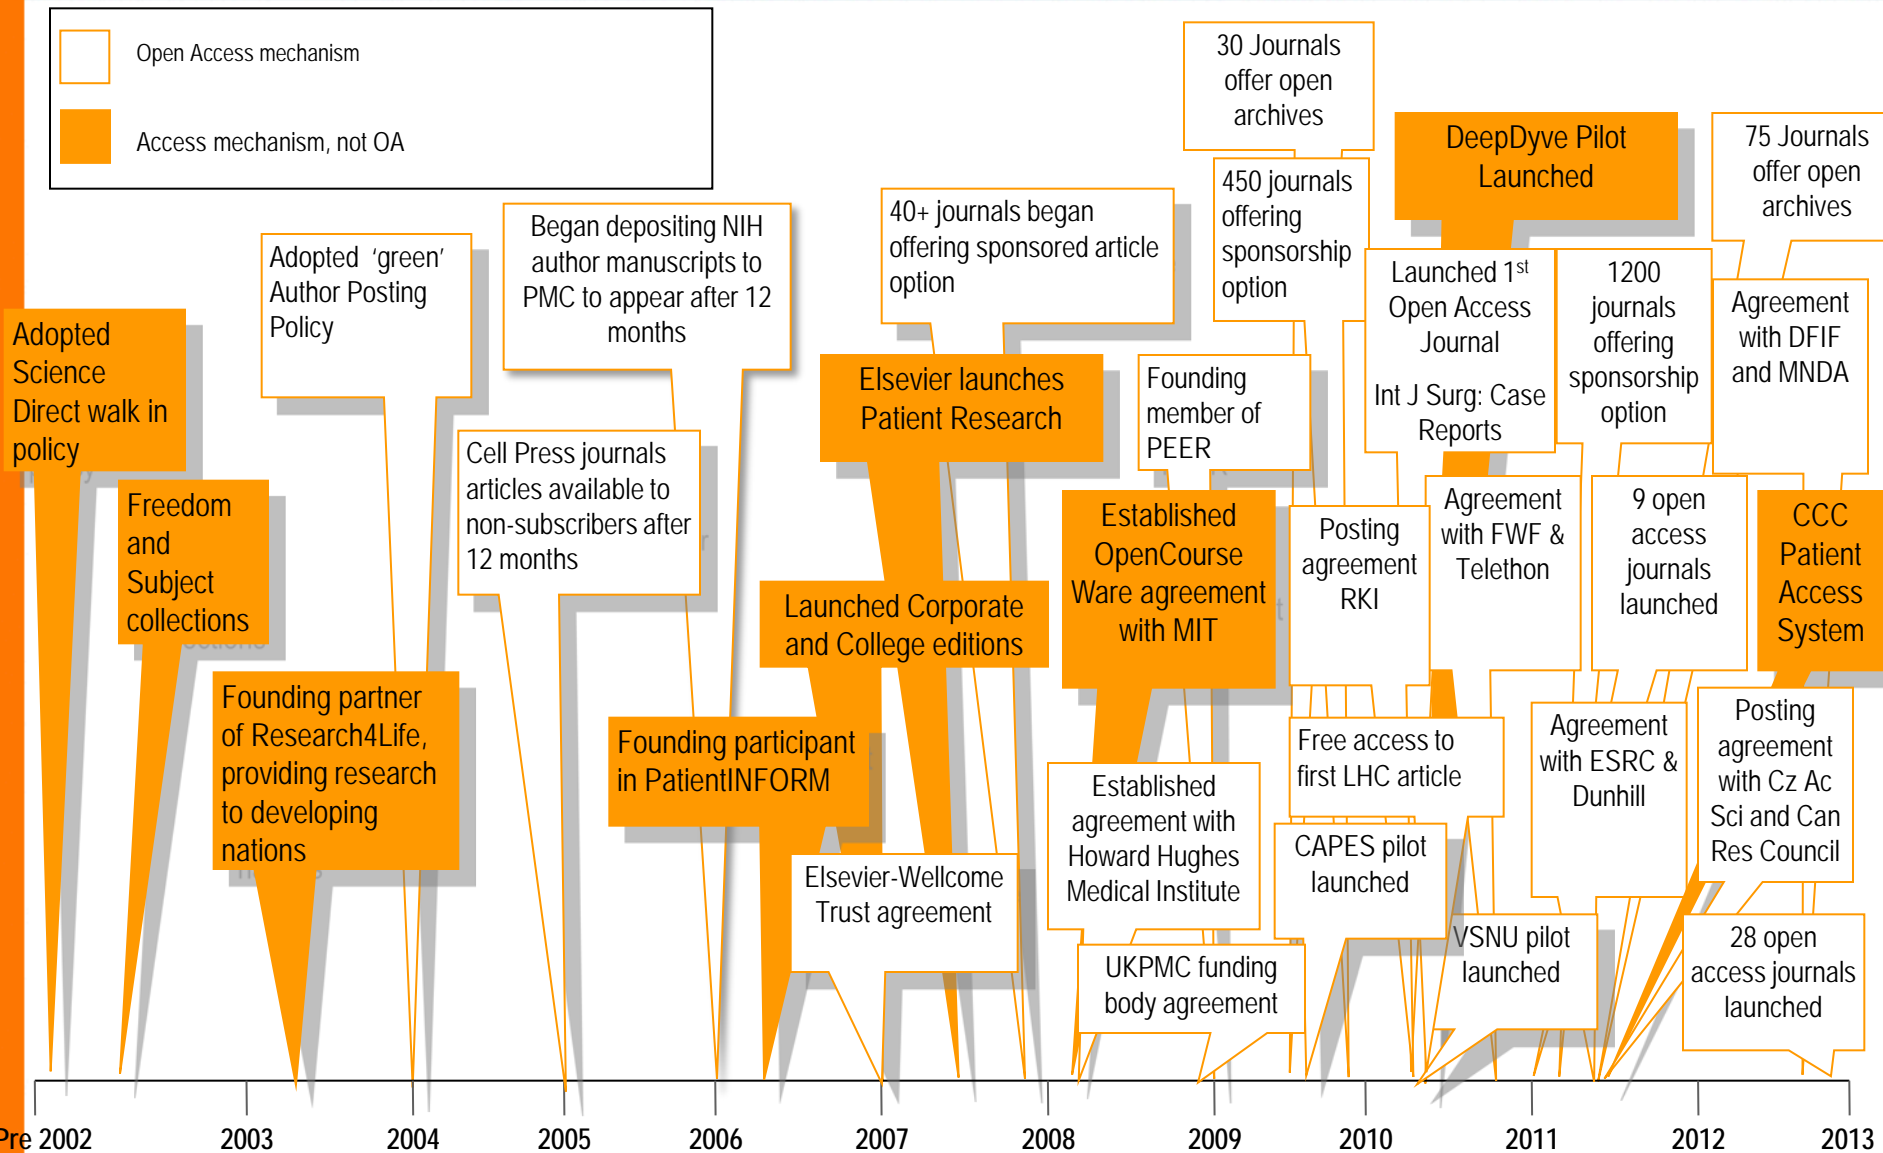 Open Access mechanism
Access mechanism, not OA
30 Journals
offer open
archives
DeepDyve Pilot
Launched
75 Journals
offer open
archives
450 journals
offering
sponsorship
option
40+ journals began
offering sponsored article
option
Began depositing NIH
author manuscripts to
PMC to appear after 12
months
Adopted 'green'
Author Posting
Policy
Adopted
Science
Direct walk in
policy
Launched 1st
Open Access
Journal
Int J Surg: Case
Reports
1200
journals
offering
sponsorship
option
Agreement
with DFIF
and MNDA
Elsevier launches
Patient Research
Founding
member of
PEER
Cell Press journals
articles available to
non-subscribers after
12 months
Freedom
and
Subject
collections
Established
OpenCourse
Ware agreement
with MIT
Posting
agreement
RKI
Agreement
with FWF &
Telethon
9 open
access
journals
launched
CCC
Patient
Access
System
Launched Corporate
and College editions
Founding partner
of Research4Life,
providing research
to developing
nations
Founding participant
in PatientINFORM
Free access to
first LHC article
Agreement
with ESRC &
Dunhill
Posting
agreement
with Cz Ac
Sci and Can
Res Council
Established
agreement with
Howard Hughes
Medical Institute
CAPES pilot
launched
Elsevier-Wellcome
Trust agreement
UKPMC funding
body agreement
VSNU pilot
launched
28 open
access journals
launched
Pre 2002
2003
2004
2005
2006
2007
2008
2009
2010
2011
2012
2013